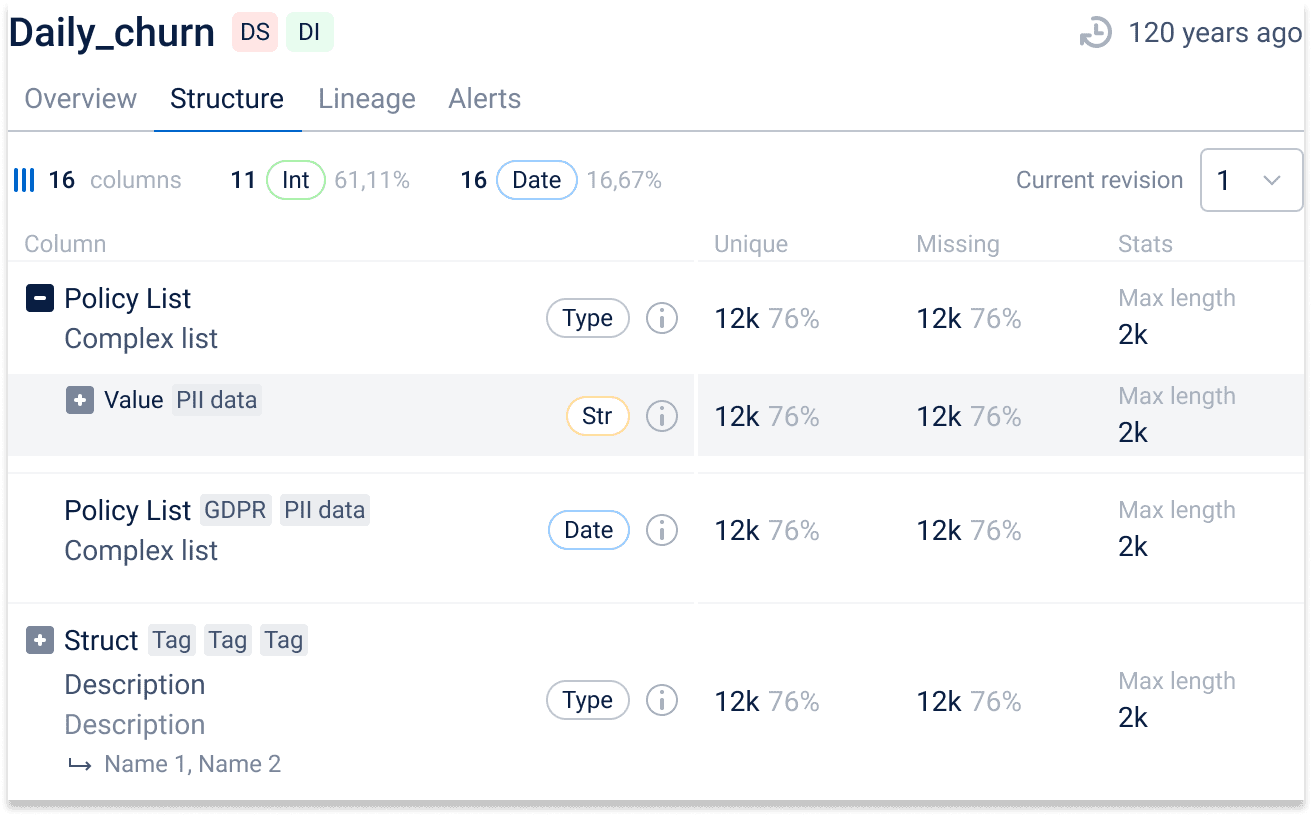 Daily_churn DS DI 120 years ago
Overview Structure Lineage Alerts
16 columns 11 Int 61,11% 16 Date 16,67% Current revision 1
Column Unique Missing Stats
Policy List Type 12k 76% 12k 76% Max length
Complex list 2k
Value PII data Str 12k 76% 12k 76% Max length
2k
Policy List GDPR PII data Date 12k 76% 12k 76% Max length
Complex list 2k
Struct Tag Tag Tag
Description Type 12k 76% 12k 76% Max length
Description 2k
Name 1, Name 2